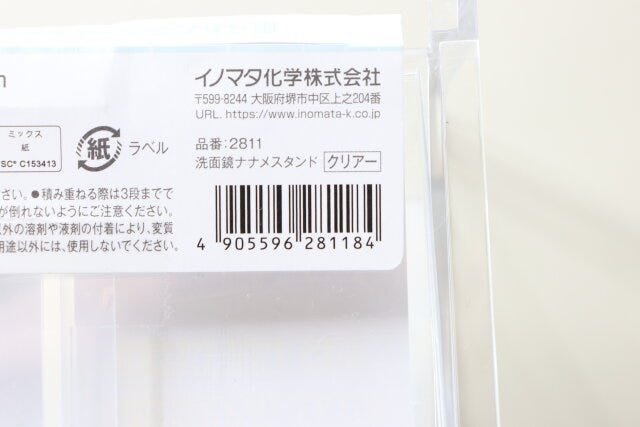 m
イノマタ化学株式会社
〒599-8244 大阪府堺市中区上之204番
URL. https://www.inomata-k.co.jp
ミックス
紙
SC® C153413
紙 ラベル
品番:2811
洗面鏡ナナメスタンド クリアー
さい。●積み重ねる際は3段までで
が倒れないようにご注意ください。
以外の溶剤や液剤の付着により、変質
用途以外には、使用しないでください。
4 905596 281184